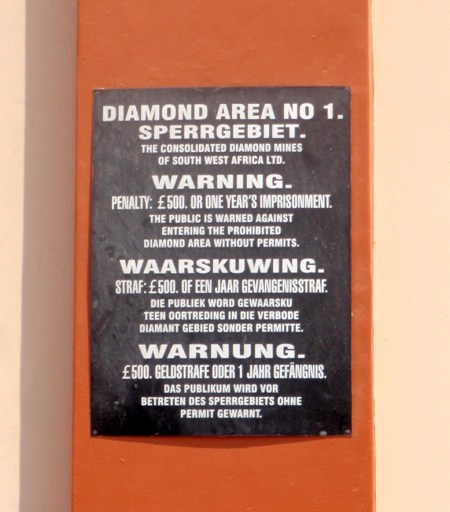 DIAMOND AREA NO 1.
SPERRGEBIET.
THE CONSOLIDATED DIAMOND MINES
OF SOUTH WEST AFRICA LTD.
WARNING.
PENALTY: £500. OR ONE YEAR'S IMPRISONMENT.
THE PUBLIC IS WARNED AGAINST
ENTERING THE PROHIBITED
DIAMOND AREA WITHOUT PERMITS.
WAARSKUWING.
STRAF: £500. OF EEN JAAR GEVANGENISSTRAF.
DIE PUBLIEK WORD GEWAARSKU
TEEN OORTREDING IN DIE VERBODE
DIAMANT GEBIED SONDER PERMITTE.
WARNUNG.
£500. GELDSTRAFE ODER 1 JAHR GEFÄNGNIS.
DAS PUBLIKUM WIRD VOR
BETRETEN DES SPERRGEBIETS OHNE
PERMIT GEWARNT.